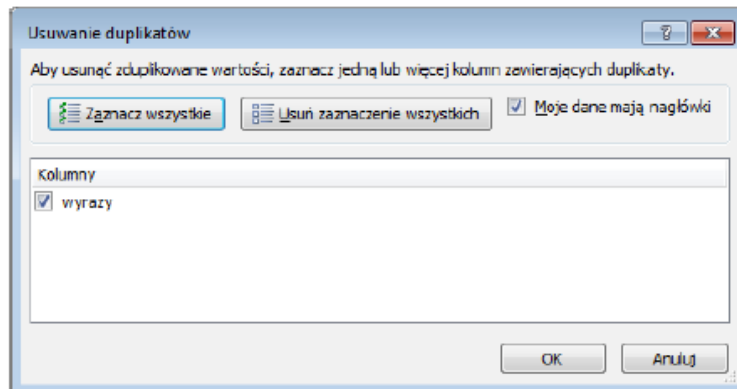 Usuwanie duplikatów
Aby usunąć zduplikowane wartości, zaznacz jedną lub więcej kolumn zawierających duplikaty.
Zaznacz wszystkie Usuń zaznaczenie wszystkich Moje dane mają nagłówki
Kolumny
wyrazy
OK Anuluj